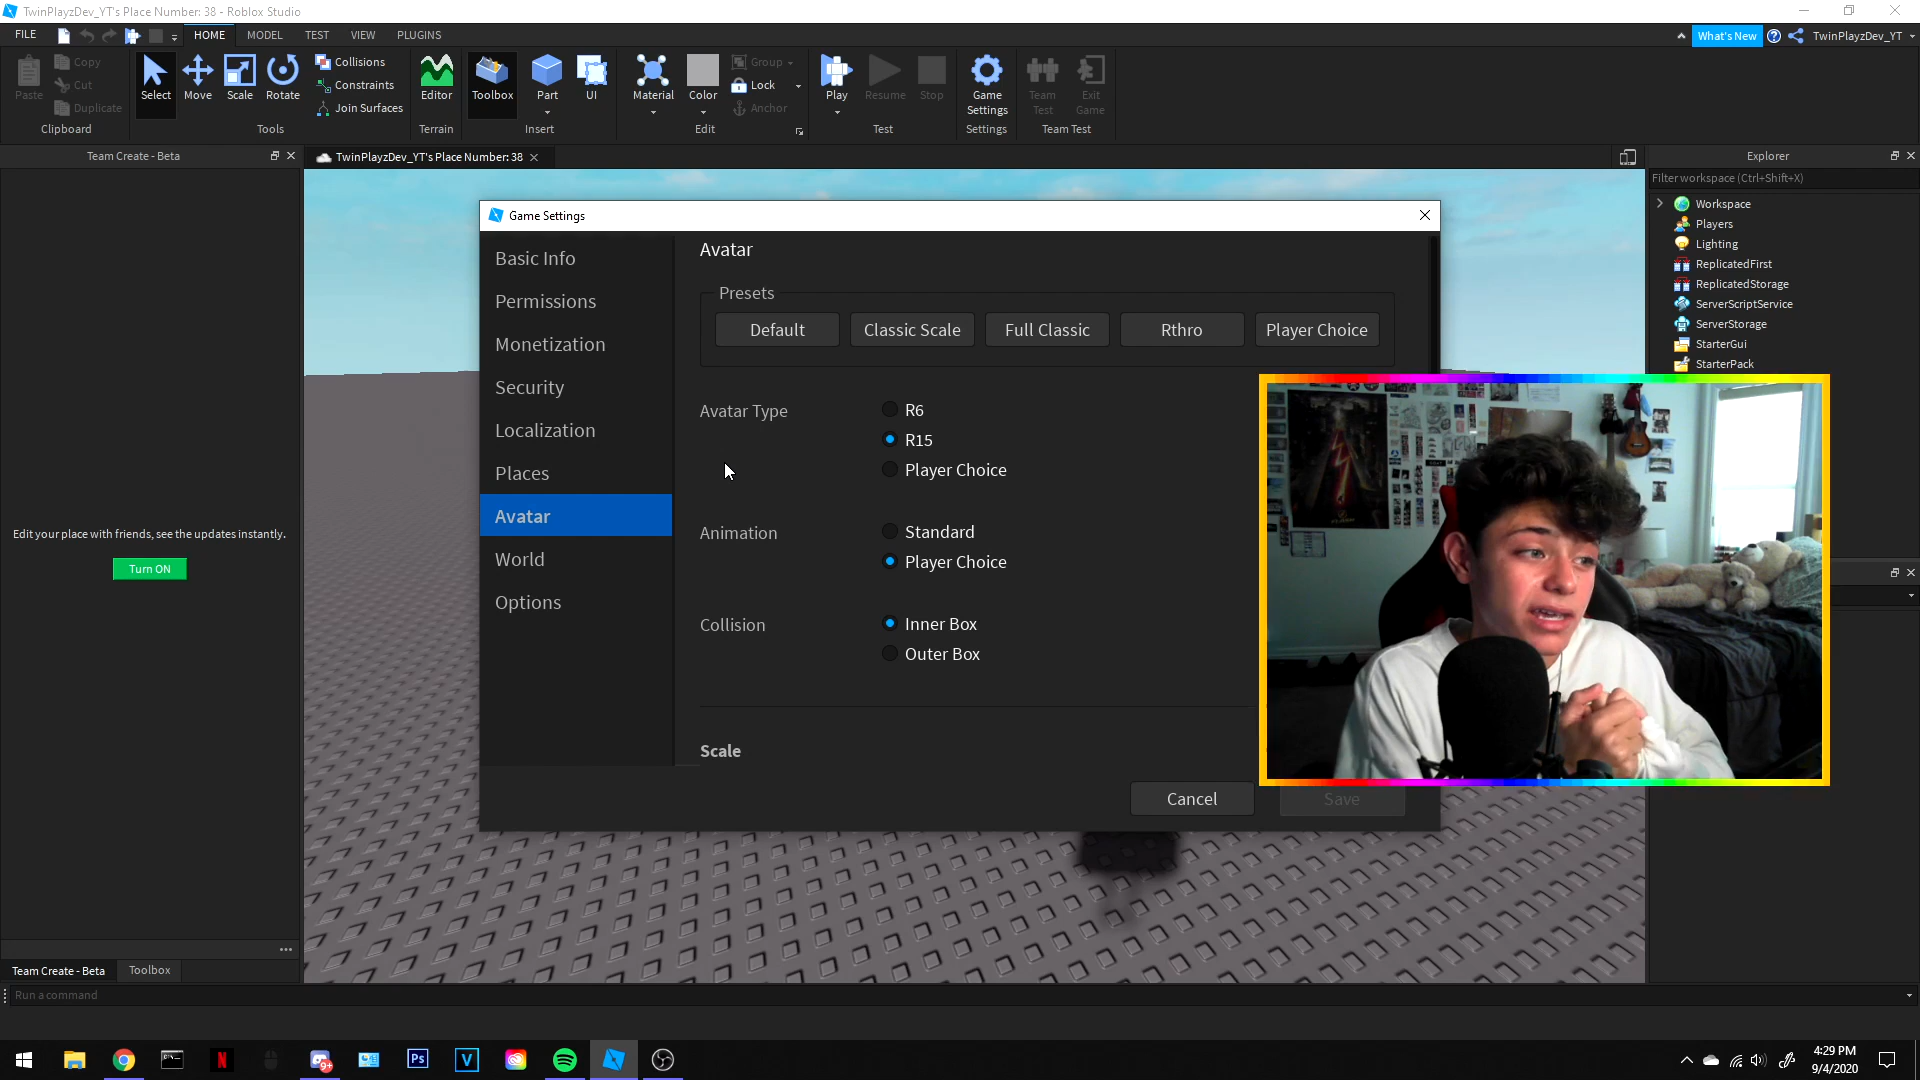 TwinPlayzDev_YT's Place Number: 38 - Roblox Studio
FILE
HOME
MODEL
TEST
VIEW
PLUGINS
What's New
TwinPlayzDev_YT
Paste
Copy
Cut
Duplicate
Clipboard
Select
Move
Scale
Rotate
Collisions
Constraints
Join Surfaces
Tools
Editor
Terrain
Toolbox
Part
UI
Insert
Material
Color
Group
Lock
Anchor
Edit
Play
Resume
Stop
Test
Game
Settings
Settings
Team
Test
Exit
Game
Team Test
Team Create - Beta
TwinPlayzDev_YT's Place Number: 38
Explorer
Filter workspace (Ctrl+Shift+X)
Workspace
Players
Lighting
ReplicatedFirst
ReplicatedStorage
ServerScriptService
ServerStorage
StarterGui
StarterPack
Edit your place with friends, see the updates instantly.
Turn ON
Game Settings
Basic Info
Permissions
Monetization
Security
Localization
Places
Avatar
World
Options
Avatar
Presets
Default
Classic Scale
Full Classic
Rthro
Player Choice
Avatar Type
R6
R15
Player Choice
Animation
Standard
Player Choice
Collision
Inner Box
Outer Box
Scale
Cancel
Save
Team Create - Beta
Toolbox
Run a command
9+
Ps
V
4:29 PM
9/4/2020